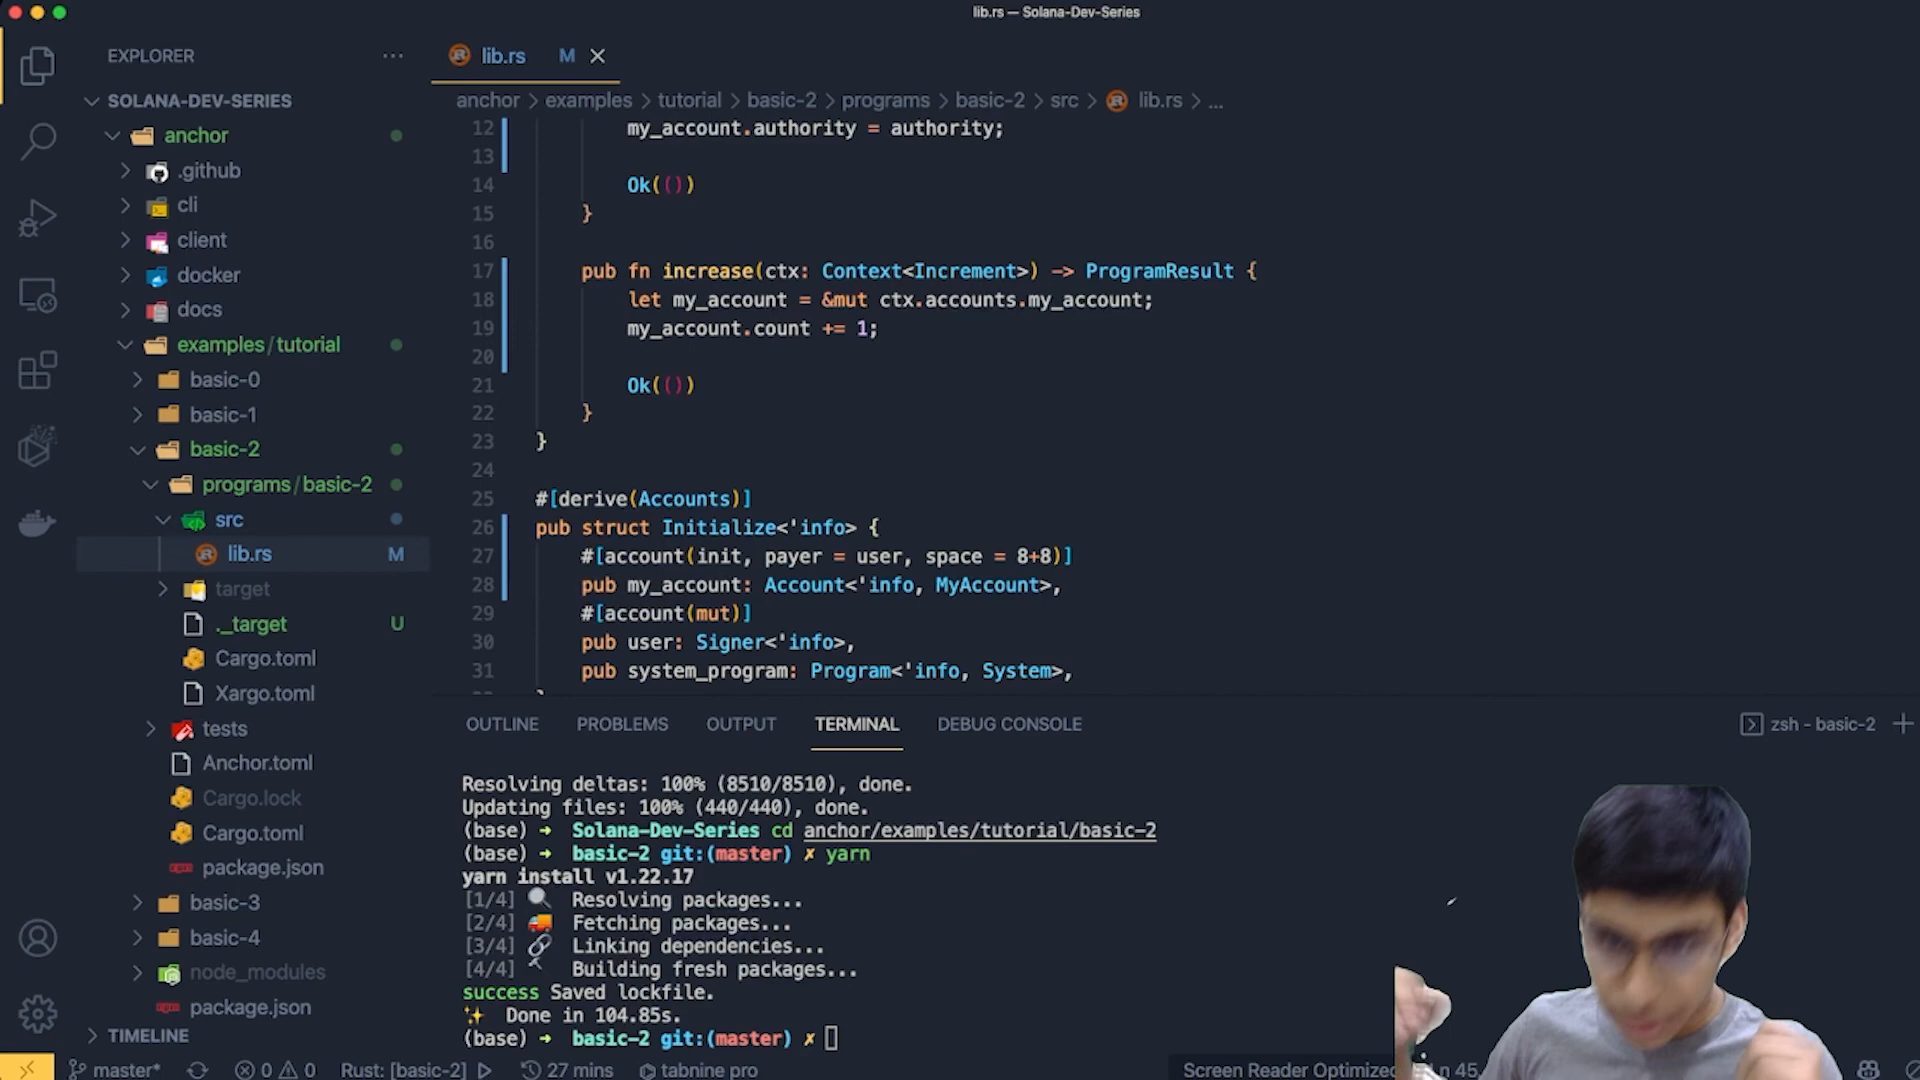 lib.rs — Solana-Dev-Series
EXPLORER
SOLANA-DEV-SERIES
anchor
.github
cli
client
docker
docs
examples/tutorial
basic-0
basic-1
basic-2
programs/basic-2
src
lib.rs M
target
._target U
Cargo.toml
Xargo.toml
tests
Anchor.toml
Cargo.lock
Cargo.toml
package.json
basic-3
basic-4
node_modules
package.json
TIMELINE
lib.rs M
anchor > examples > tutorial > basic-2 > programs > basic-2 > src > lib.rs > ...
12 my_account.authority = authority;
13
14 Ok(())
15 }
16
17 pub fn increase(ctx: Context<Increment>) -> ProgramResult {
18 let my_account = &mut ctx.accounts.my_account;
19 my_account.count += 1;
20
21 Ok(())
22 }
23 }
24
25 #[derive(Accounts)]
26 pub struct Initialize<'info> {
27 #[account(init, payer = user, space = 8+8)]
28 pub my_account: Account<'info, MyAccount>,
29 #[account(mut)]
30 pub user: Signer<'info>,
31 pub system_program: Program<'info, System>,
OUTLINE PROBLEMS OUTPUT TERMINAL DEBUG CONSOLE zsh - basic-2
Resolving deltas: 100% (8510/8510), done.
Updating files: 100% (440/440), done.
(base) ➜ Solana-Dev-Series cd anchor/examples/tutorial/basic-2
(base) ➜ basic-2 git:(master) ✗ yarn
yarn install v1.22.17
[1/4] 🔍 Resolving packages...
[2/4] 🚚 Fetching packages...
[3/4] 🔗 Linking dependencies...
[4/4] 🔨 Building fresh packages...
success Saved lockfile.
✨ Done in 104.85s.
(base) ➜ basic-2 git:(master) ✗
master* 0 0 Rust: [basic-2] 27 mins tabnine pro Screen Reader Optimized Ln 45,